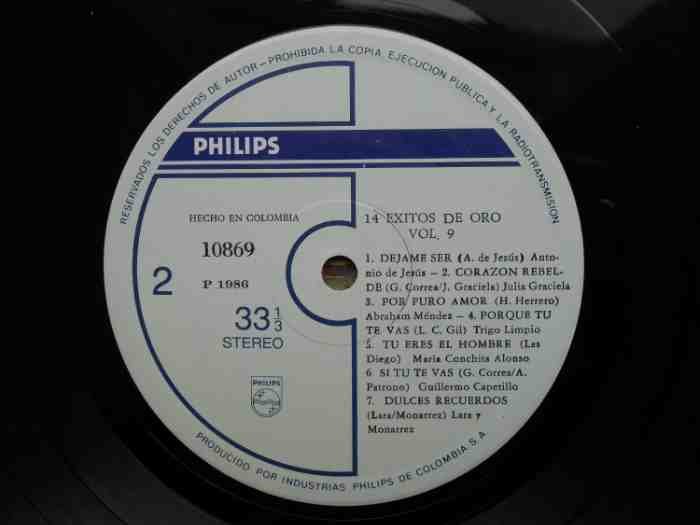 RESERVADOS LOS DERECHOS DE AUTOR - PROHIBIDA LA COPIA, EJECUCION PUBLICA Y LA RADIOTRANSMISION
PHILIPS
HECHO EN COLOMBIA
10869
2
P 1986
33 1/3
STEREO
PHILIPS
14 EXITOS DE ORO
VOL. 9
1. DEJAME SER (A. de Jesús) Anto-
nio de Jesús - 2. CORAZON REBEL-
DE (G. Correa/J. Graciela) Julia Graciela
3. POR PURO AMOR (H. Herrero)
Abraham Méndez - 4. PORQUE TU
TE VAS (L. C. Gil) Trigo Limpio
5. TU ERES EL HOMBRE (Las
Diego) María Conchita Alonso
6 SI TU TE VAS (G. Correa/A.
Patrono) Guillermo Capetillo
7. DULCES RECUERDOS
(Lara/Monarrez) Lara y
Monarrez
PRODUCIDO POR INDUSTRIAS PHILIPS DE COLOMBIA S.A.